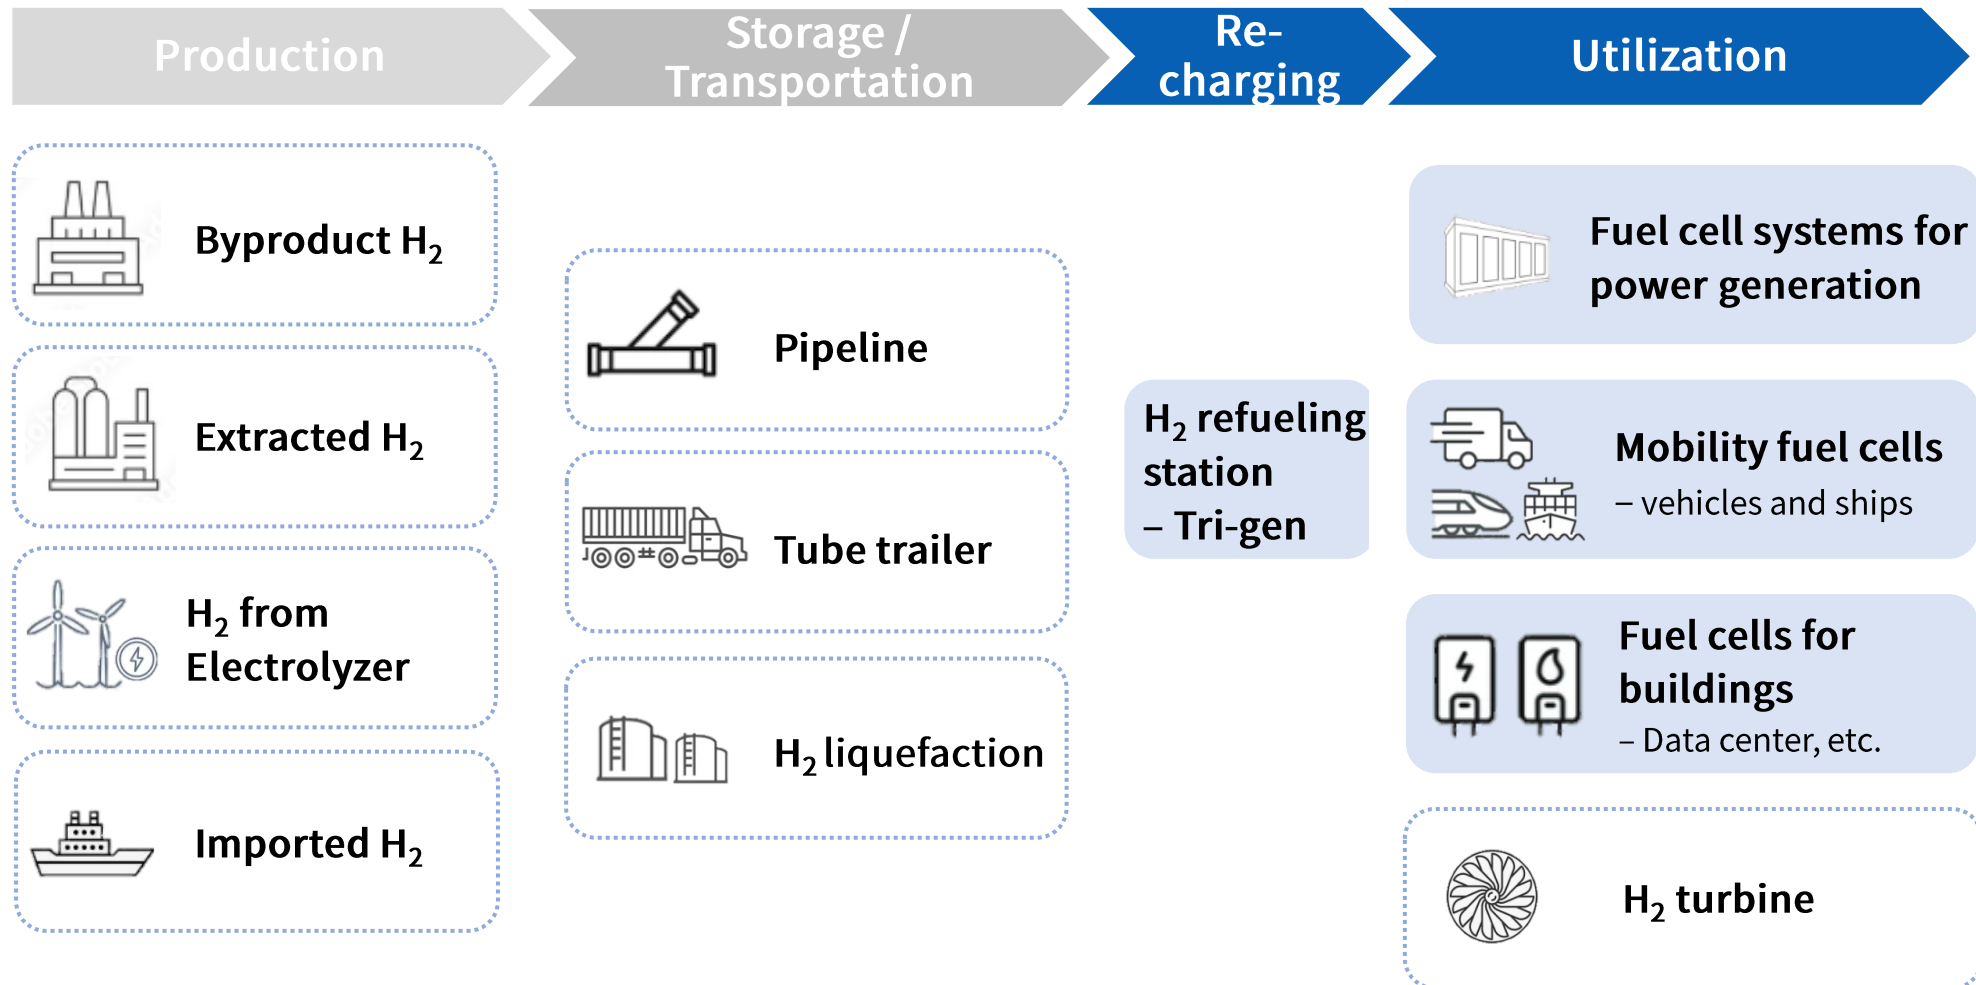 Production
Storage /
Transportation
Re-
charging
Utilization
Byproduct H₂
Extracted H₂
H₂ from
Electrolyzer
Imported H₂
Pipeline
Tube trailer
H₂ liquefaction
H₂ refueling
station
– Tri-gen
Fuel cell systems for
power generation
Mobility fuel cells
– vehicles and ships
Fuel cells for
buildings
– Data center, etc.
H₂ turbine